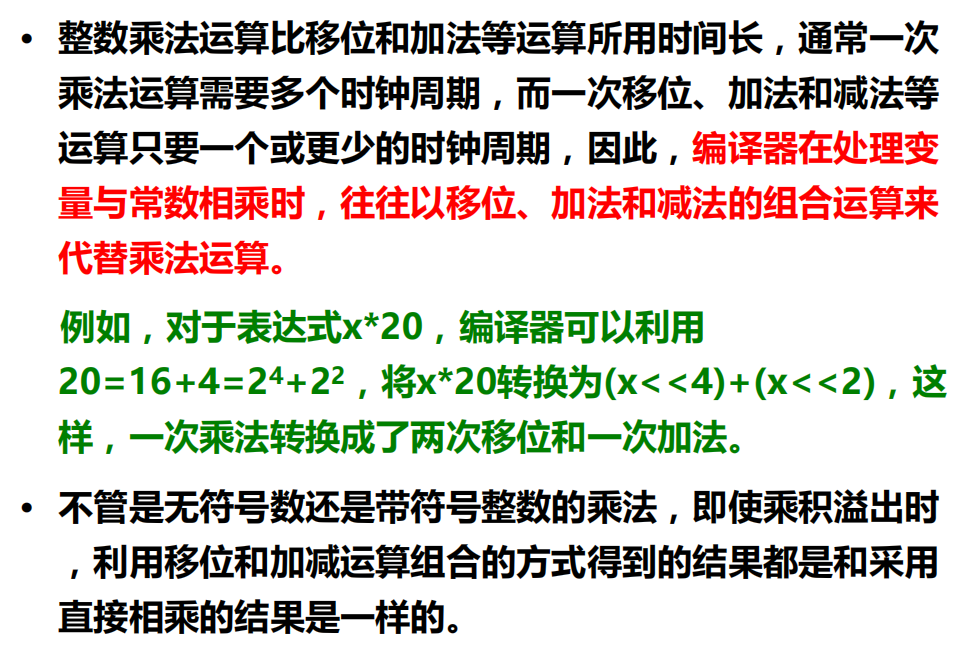 • 整数乘法运算比移位和加法等运算所用时间长，通常一次
乘法运算需要多个时钟周期，而一次移位、加法和减法等
运算只要一个或更少的时钟周期，因此，编译器在处理变
量与常数相乘时，往往以移位、加法和减法的组合运算来
代替乘法运算。
例如，对于表达式x*20，编译器可以利用
20=16+4=2⁴+2²，将x*20转换为(x<<4)+(x<<2)，这
样，一次乘法转换成了两次移位和一次加法。
• 不管是无符号数还是带符号整数的乘法，即使乘积溢出时
，利用移位和加减运算组合的方式得到的结果都是和采用
直接相乘的结果是一样的。